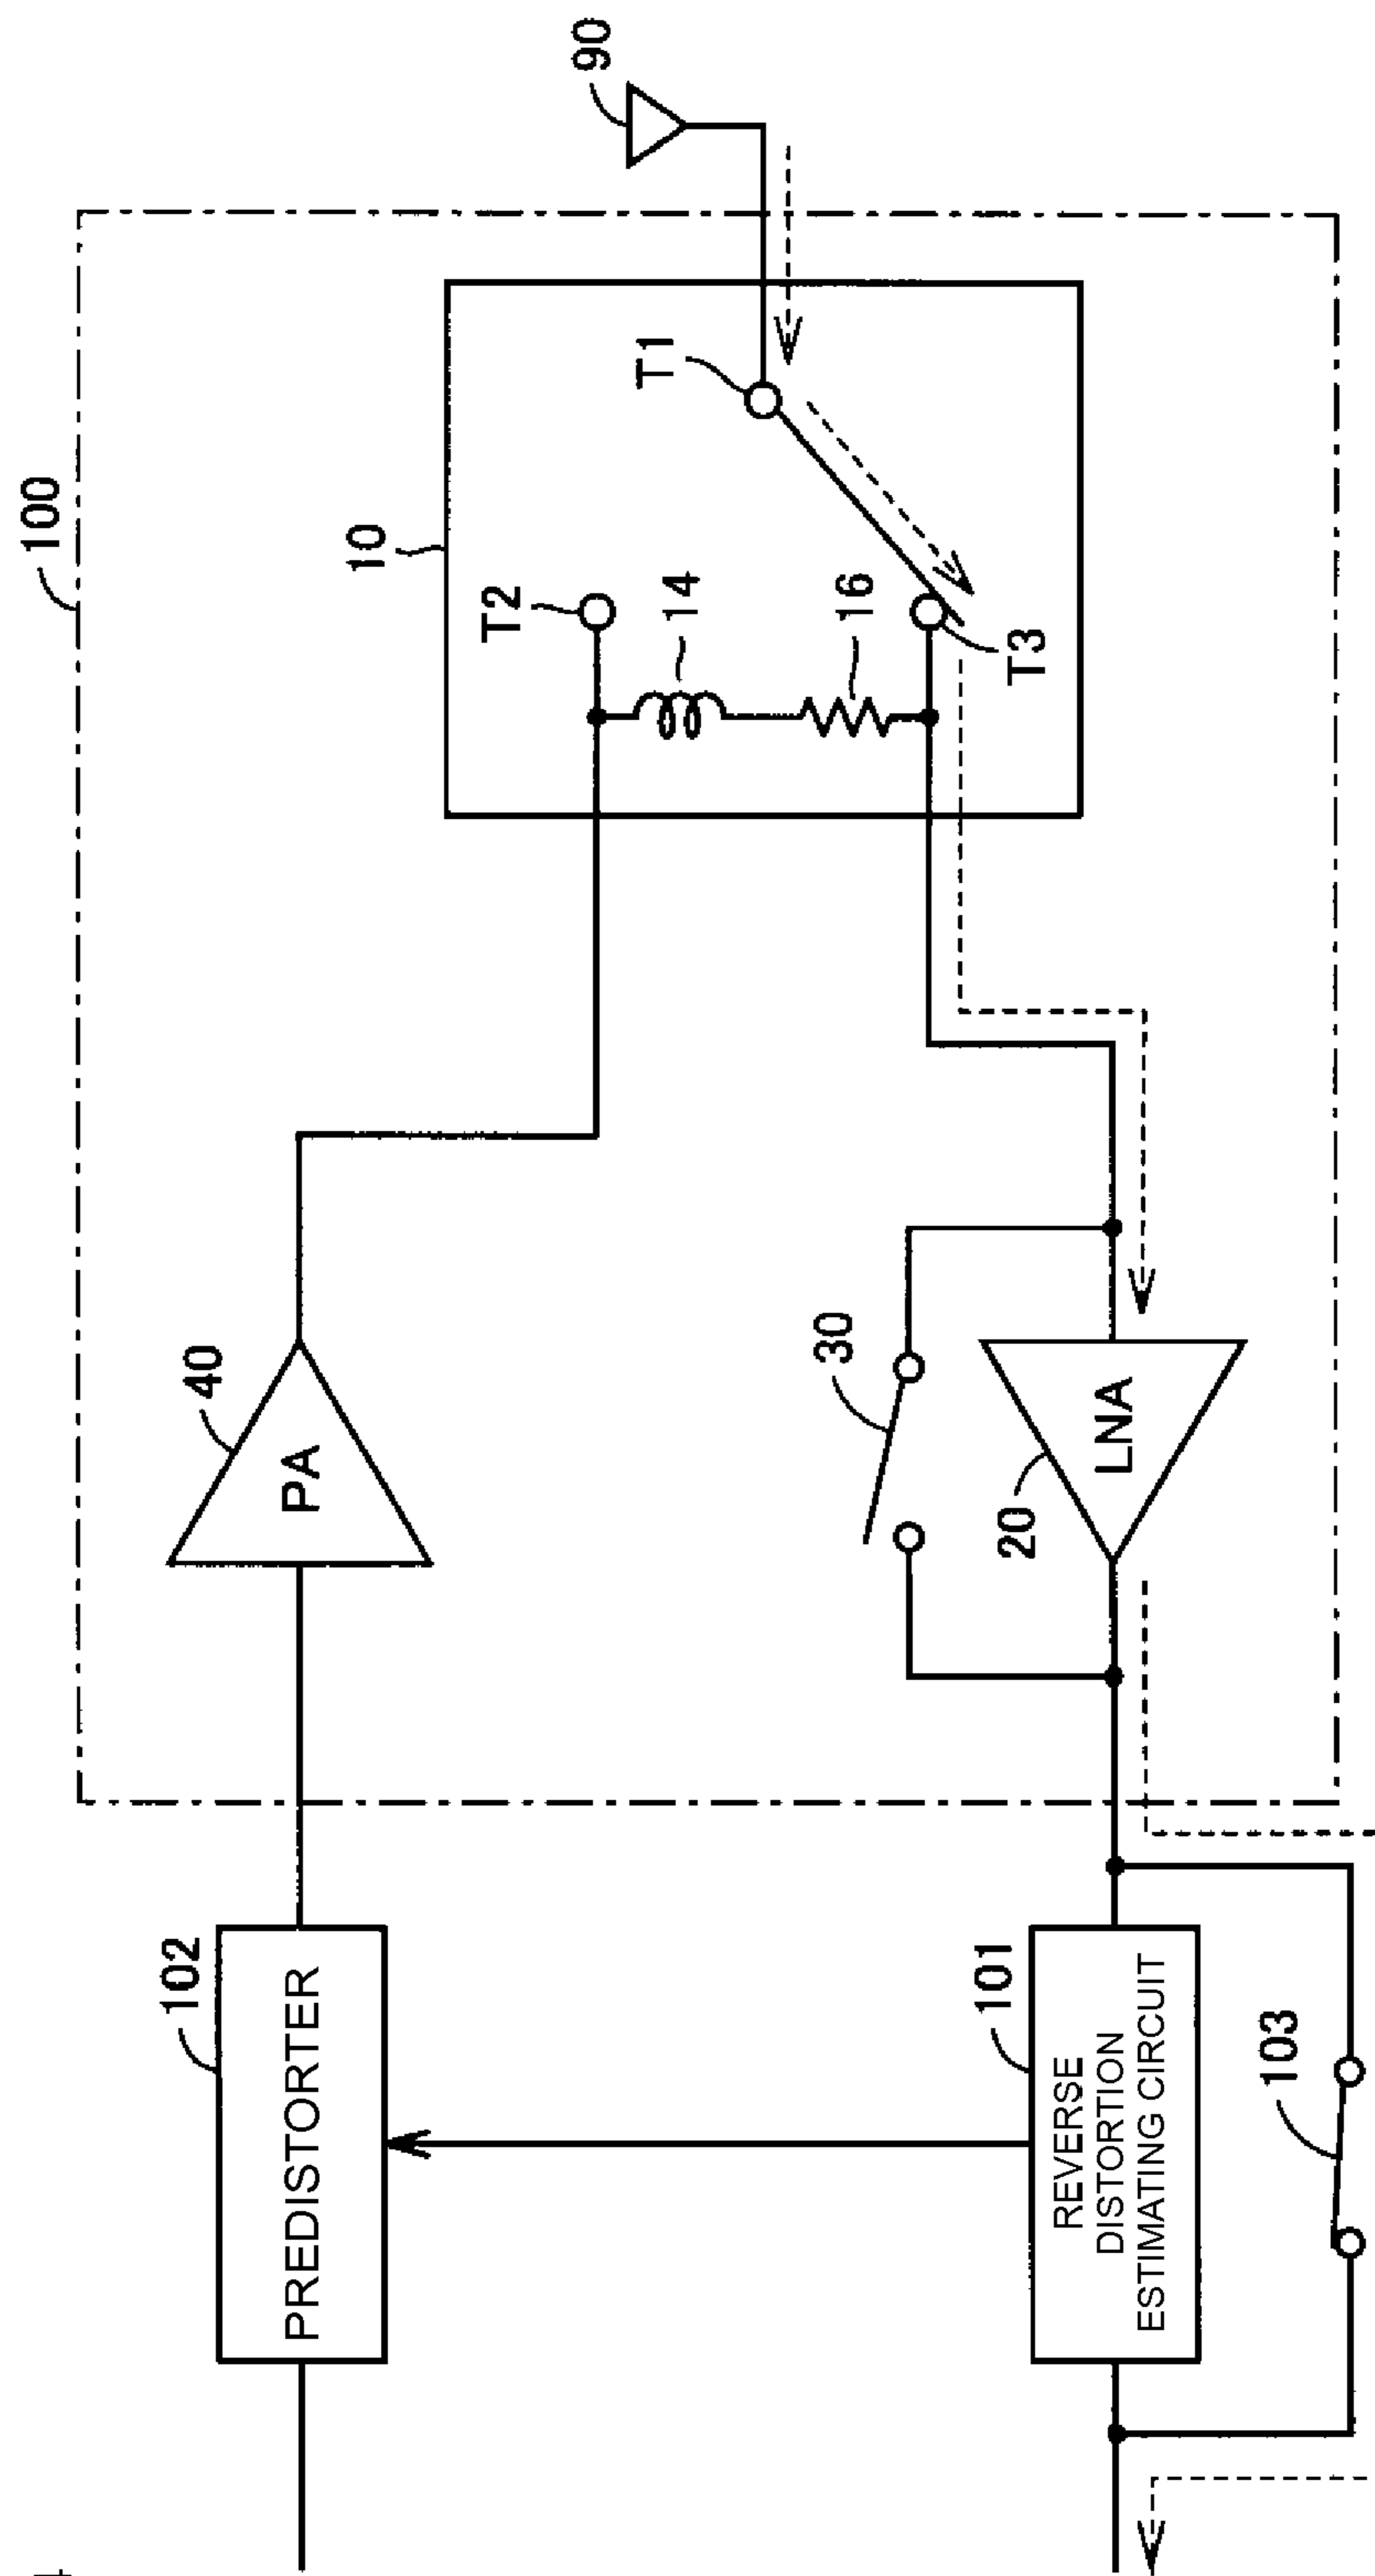 100
90
10
T1
T2
14
16
T3
40
PA
30
20
LNA
102
PREDISTORTER
101
REVERSE
DISTORTION
ESTIMATING CIRCUIT
103